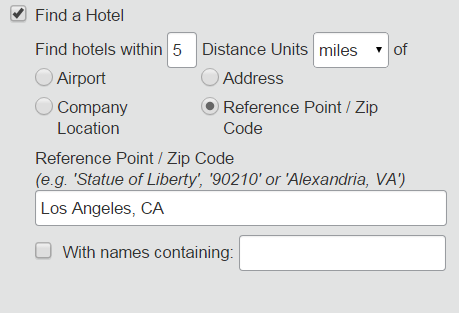 Find a Hotel
Find hotels within 5 Distance Units miles of
Airport Address
Company Location
Reference Point / Zip Code
Reference Point / Zip Code
(e.g. 'Statue of Liberty', '90210' or 'Alexandria, VA')
Los Angeles, CA
With names containing: